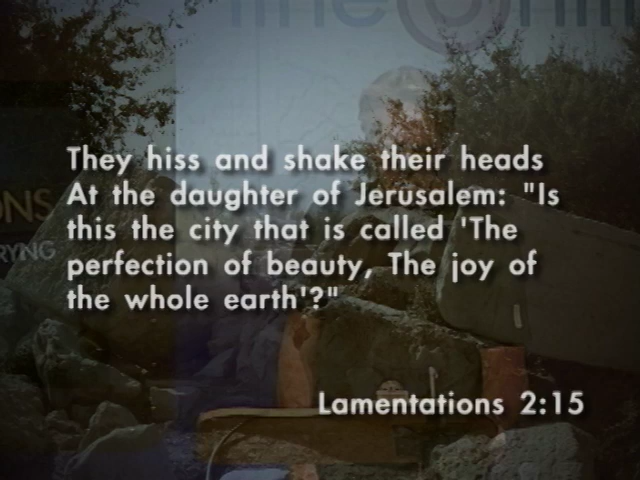 They hiss and shake their heads
At the daughter of Jerusalem: "Is
this the city that is called 'The
perfection of beauty, The joy of
the whole earth'?"
Lamentations 2:15